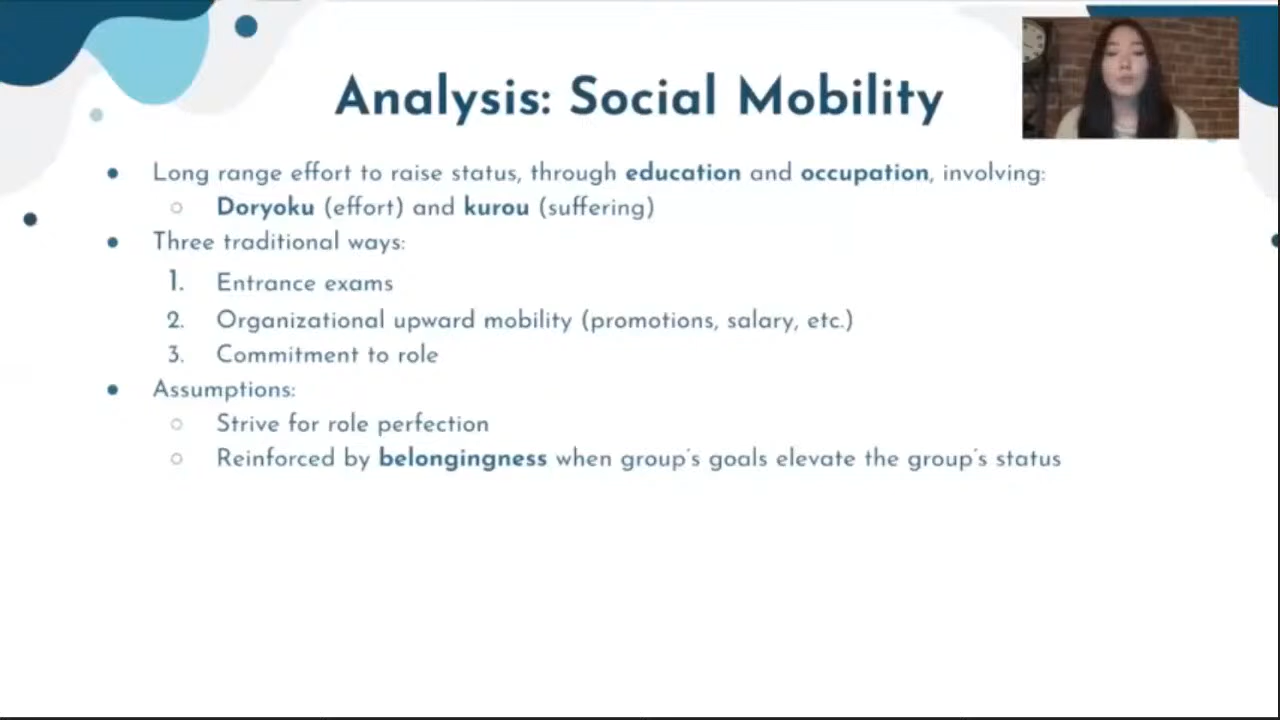 Analysis: Social Mobility
● Long range effort to raise status, through education and occupation, involving:
○ Doryoku (effort) and kurou (suffering)
● Three traditional ways:
1. Entrance exams
2. Organizational upward mobility (promotions, salary, etc.)
3. Commitment to role
● Assumptions:
○ Strive for role perfection
○ Reinforced by belongingness when group's goals elevate the group's status